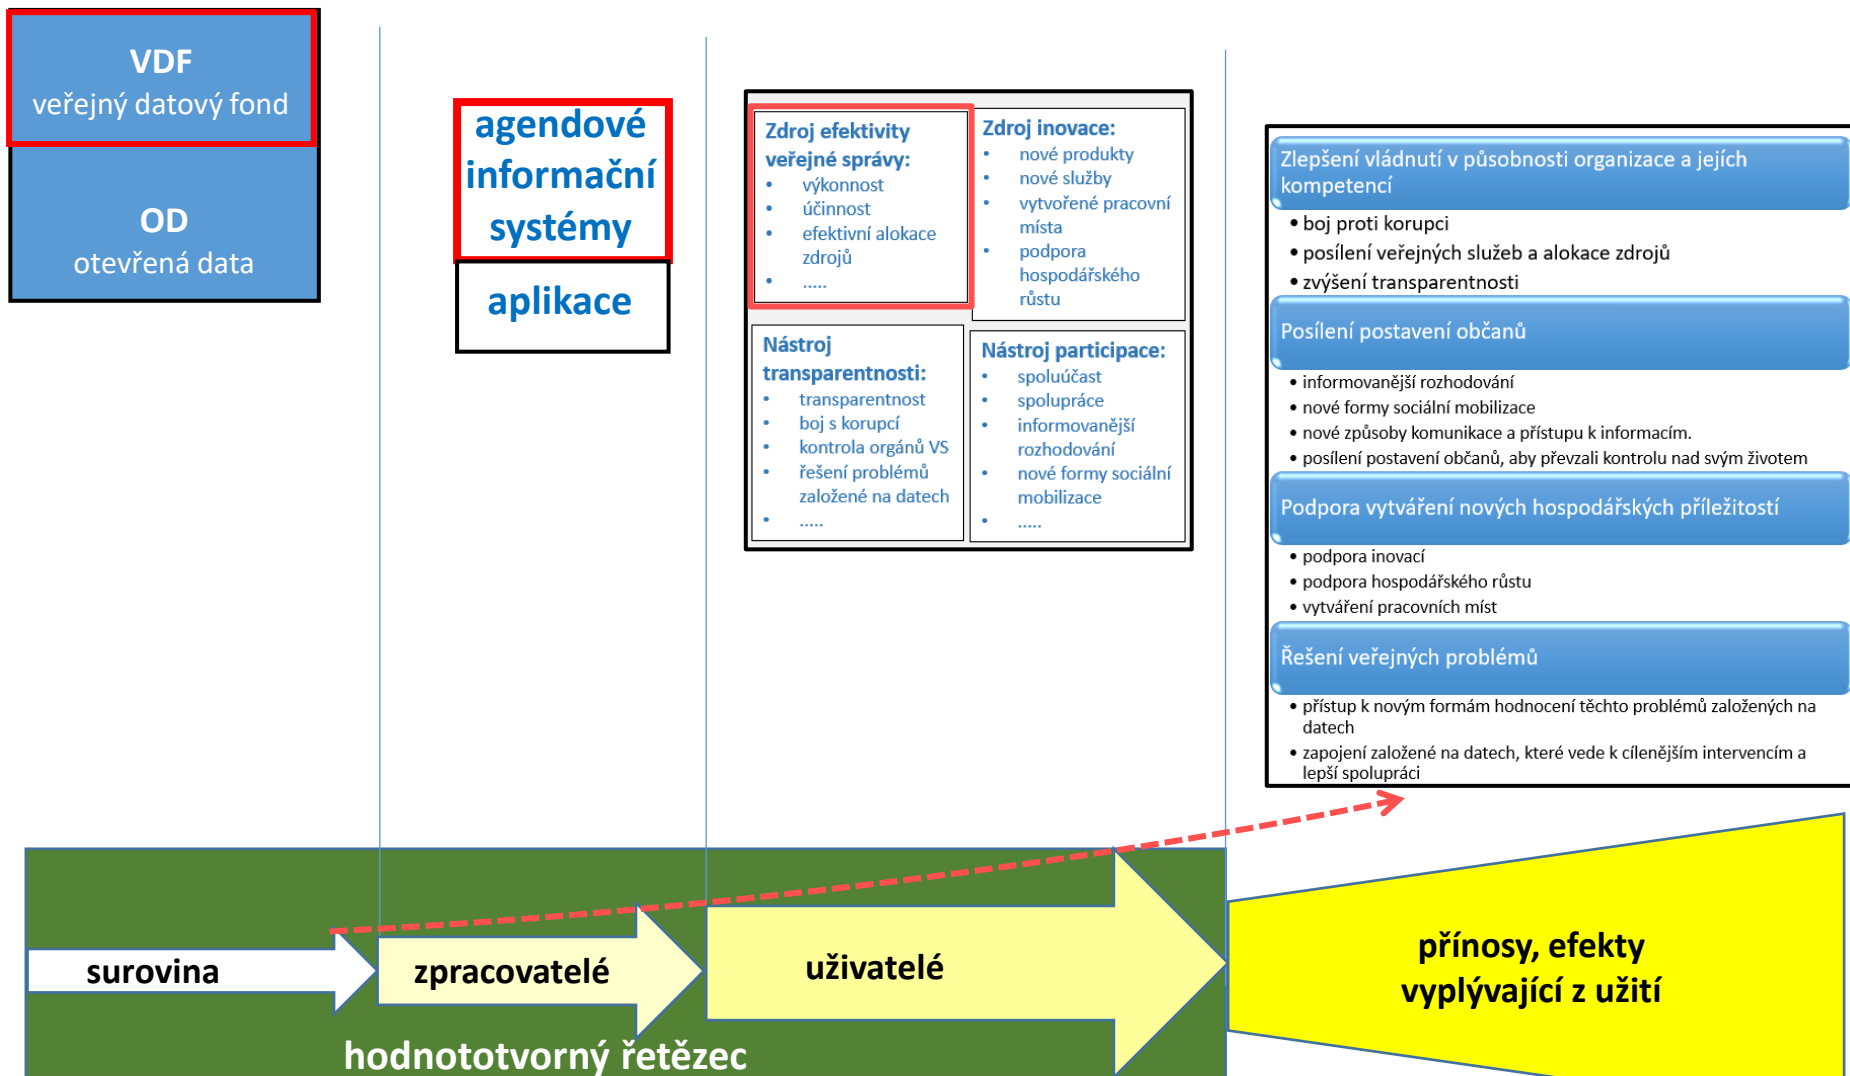 VDF
veřejný datový fond
OD
otevřená data
agendové
informační
systémy
aplikace
Zdroj efektivity
veřejné správy:
• výkonnost
• účinnost
• efektivní alokace
zdrojů
• .....
Zdroj inovace:
• nové produkty
• nové služby
• vytvořené pracovní
místa
• podpora
hospodářského
růstu
Nástroj
transparentnosti:
• transparentnost
• boj s korupcí
• kontrola orgánů VS
• řešení problémů
založené na datech
• .....
Nástroj participace:
• spoluúčast
• spolupráce
• informovanější
rozhodování
• nové formy sociální
mobilizace
• .....
Zlepšení vládnutí v působnosti organizace a jejích
kompetencí
• boj proti korupci
• posílení veřejných služeb a alokace zdrojů
• zvýšení transparentnosti
Posílení postavení občanů
• informovanější rozhodování
• nové formy sociální mobilizace
• nové způsoby komunikace a přístupu k informacím.
• posílení postavení občanů, aby převzali kontrolu nad svým životem
Podpora vytváření nových hospodářských příležitostí
• podpora inovací
• podpora hospodářského růstu
• vytváření pracovních míst
Řešení veřejných problémů
• přístup k novým formám hodnocení těchto problémů založených na
datech
• zapojení založené na datech, které vede k cílenějším intervencím a
lepší spolupráci
surovina
zpracovatelé
uživatelé
přínosy, efekty
vyplývající z užití
hodnototvorný řetězec